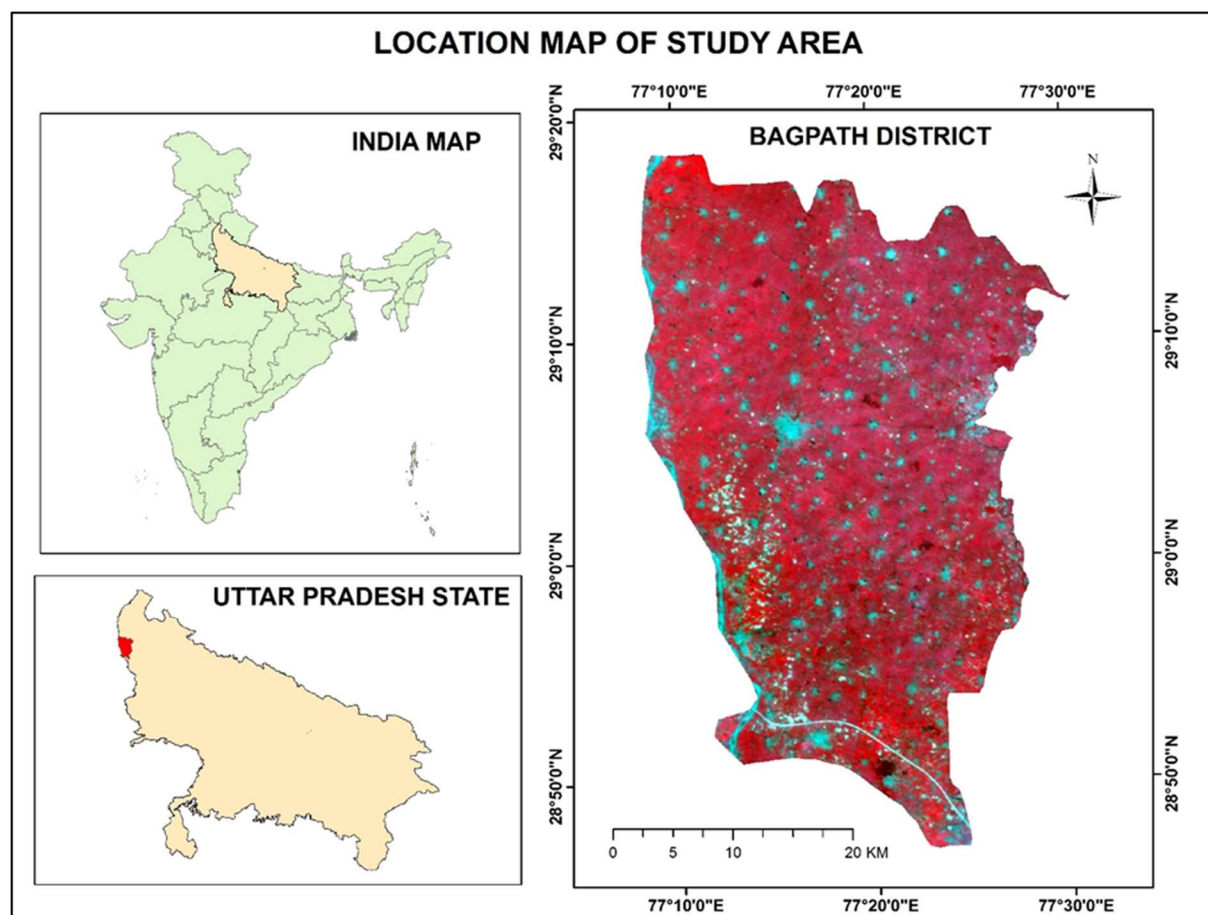 LOCATION MAP OF STUDY AREA
INDIA MAP
UTTAR PRADESH STATE
77°10'0"E 77°20'0"E 77°30'0"E
BAGPATH DISTRICT
N
29°20'0"N
29°10'0"N
29°0'0"N
28°50'0"N
29°10'0"N
29°0'0"N
28°50'0"N
0 5 10 20 KM
77°10'0"E 77°20'0"E 77°30'0"E